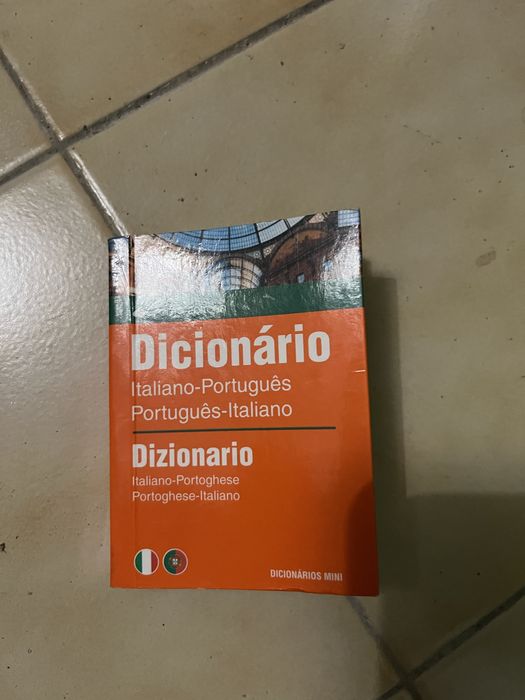 Dicionário
Italiano-Português
Português-Italiano
Dizionario
Italiano-Portoghese
Portoghese-Italiano
DICIONÁRIOS MINI